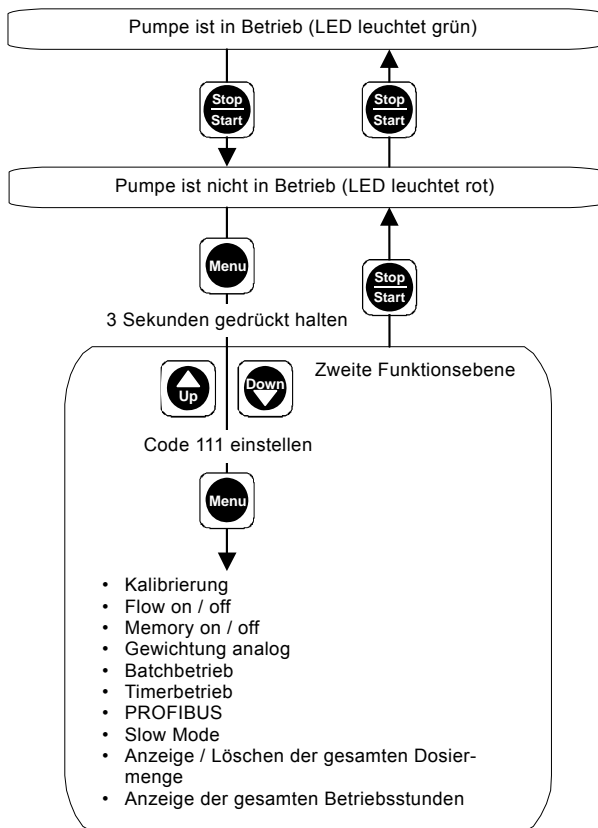 Pumpe ist in Betrieb (LED leuchtet grün)
Stop Start
Stop Start
Pumpe ist nicht in Betrieb (LED leuchtet rot)
Menu
Stop Start
3 Sekunden gedrückt halten
Zweite Funktionsebene
Up
Down
Code 111 einstellen
Menu
• Kalibrierung
• Flow on / off
• Memory on / off
• Gewichtung analog
• Batchbetrieb
• Timerbetrieb
• PROFIBUS
• Slow Mode
• Anzeige / Löschen der gesamten Dosier-
menge
• Anzeige der gesamten Betriebsstunden